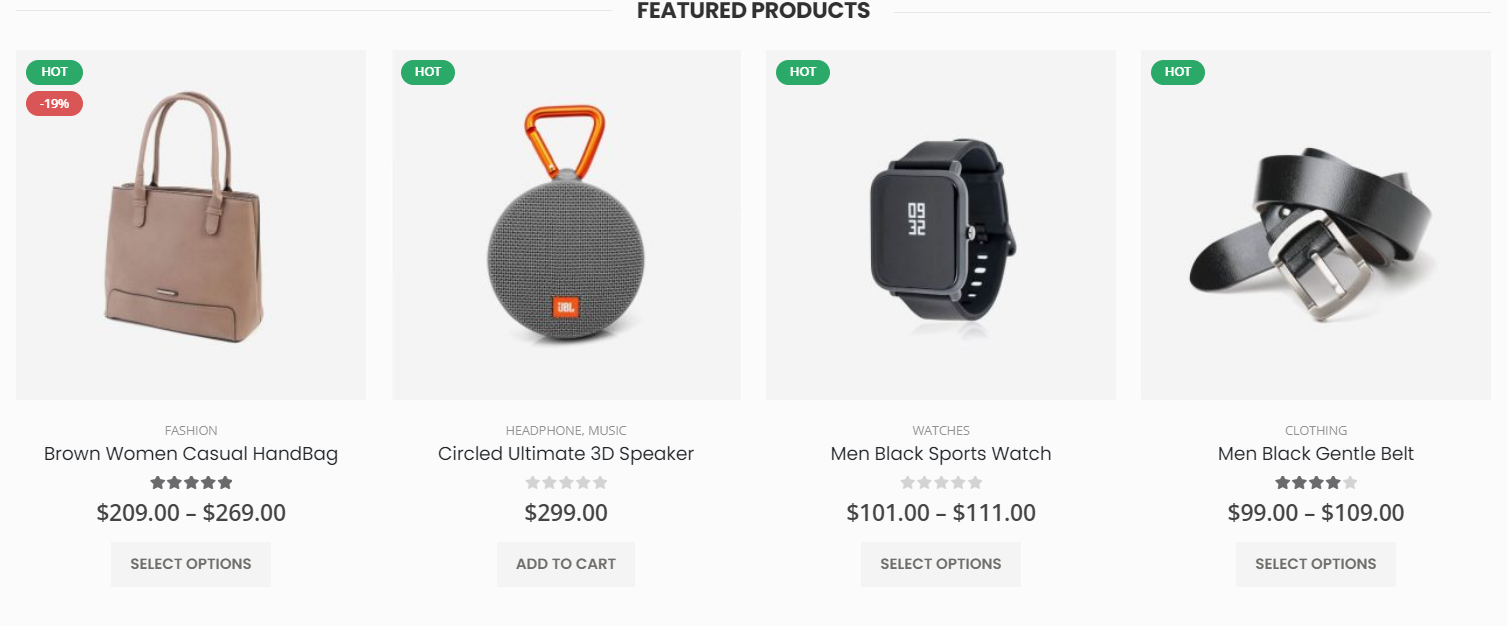 FEATURED PRODUCTS
HOT
-19%
FASHION
Brown Women Casual HandBag
$209.00 – $269.00
SELECT OPTIONS
HOT
JBL
HEADPHONE, MUSIC
Circled Ultimate 3D Speaker
$299.00
ADD TO CART
HOT
09
32
WATCHES
Men Black Sports Watch
$101.00 – $111.00
SELECT OPTIONS
HOT
CLOTHING
Men Black Gentle Belt
$99.00 – $109.00
SELECT OPTIONS